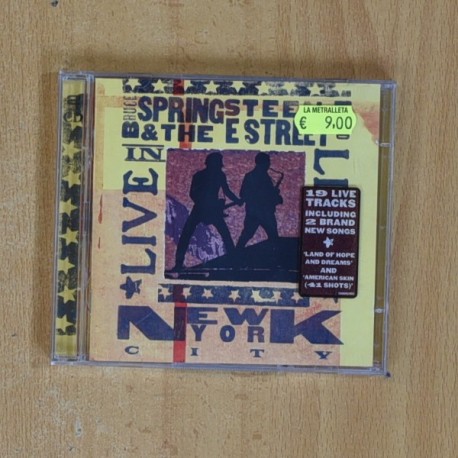 LA METRALLETA
€ 9,00
BRUCE
SPRINGSTEEN
& THE E STREET
LIVE
IN
NEW
YORK
CITY
19 LIVE
TRACKS
INCLUDING
2 BRAND
NEW SONGS
'LAND OF HOPE
AND DREAMS'
AND
'AMERICAN SKIN
(41 SHOTS)'